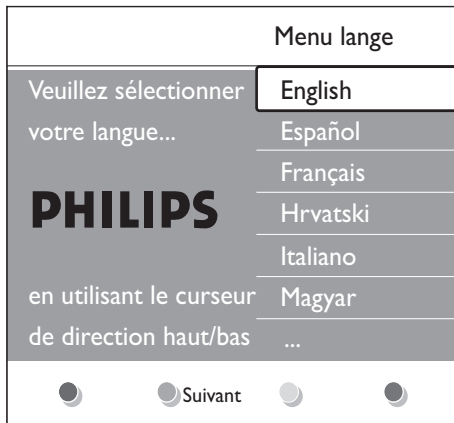 Menu lange
Veuillez sélectionner
votre langue...
PHILIPS
en utilisant le curseur
de direction haut/bas
English
Español
Français
Hrvatski
Italiano
Magyar
...
Suivant